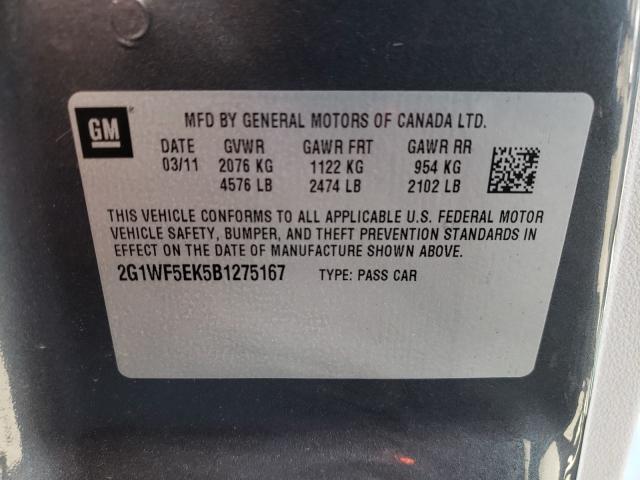 GM
MFD BY GENERAL MOTORS OF CANADA LTD.
DATE GVWR GAWR FRT GAWR RR
03/11 2076 KG 1122 KG 954 KG
4576 LB 2474 LB 2102 LB
THIS VEHICLE CONFORMS TO ALL APPLICABLE U.S. FEDERAL MOTOR
VEHICLE SAFETY, BUMPER, AND THEFT PREVENTION STANDARDS IN
EFFECT ON THE DATE OF MANUFACTURE SHOWN ABOVE.
2G1WF5EK5B1275167 TYPE: PASS CAR